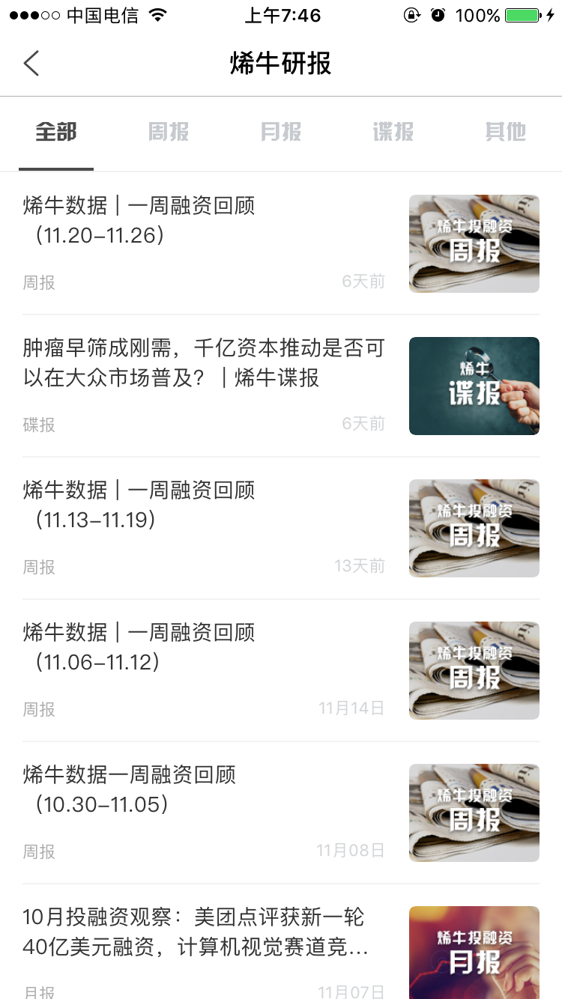 中国电信 上午7:46 100%
烯牛研报
全部 周报 月报 谍报 其他
烯牛数据 | 一周融资回顾
（11.20-11.26）
周报 6天前
烯牛投融资
周报
肿瘤早筛成刚需，千亿资本推动是否可
以在大众市场普及？ | 烯牛谍报
碟报 6天前
烯牛
谍报
烯牛数据 | 一周融资回顾
（11.13-11.19）
周报 13天前
烯牛投融资
周报
烯牛数据 | 一周融资回顾
（11.06-11.12）
周报 11月14日
烯牛投融资
周报
烯牛数据一周融资回顾
（10.30-11.05）
周报 11月08日
烯牛投融资
周报
10月投融资观察：美团点评获新一轮
40亿美元融资，计算机视觉赛道竞...
月报 11月07日
烯牛投融资
月报